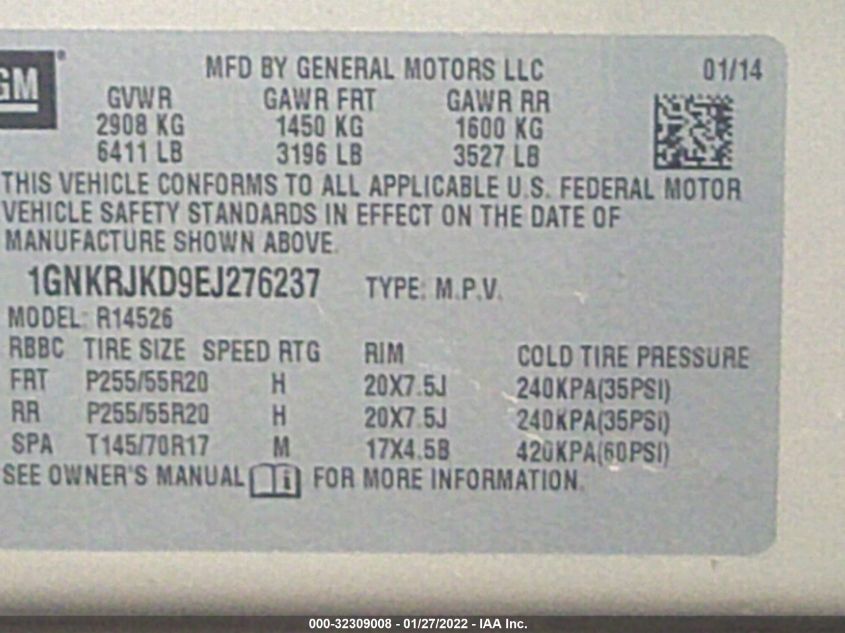 GM
MFD BY GENERAL MOTORS LLC 01/14
GVWR GAWR FRT GAWR RR
2908 KG 1450 KG 1600 KG
6411 LB 3196 LB 3527 LB
THIS VEHICLE CONFORMS TO ALL APPLICABLE U.S. FEDERAL MOTOR
VEHICLE SAFETY STANDARDS IN EFFECT ON THE DATE OF
MANUFACTURE SHOWN ABOVE.
1GNKRJKD9EJ276237 TYPE: M.P.V.
MODEL: R14526
RBBC TIRE SIZE SPEED RTG RIM COLD TIRE PRESSURE
FRT P255/55R20 H 20X7.5J 240KPA(35PSI)
RR P255/55R20 H 20X7.5J 240KPA(35PSI)
SPA T145/70R17 M 17X4.5B 420KPA(60PSI)
SEE OWNER'S MANUAL FOR MORE INFORMATION.
000-32309008 - 01/27/2022 - IAA Inc.